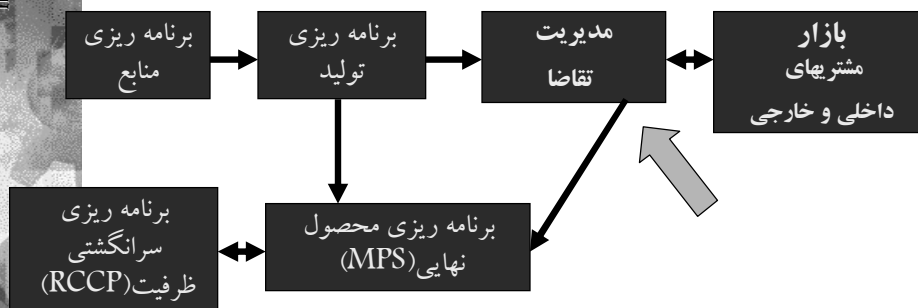 بازار
مشتریهای
داخلی و خارجی
مدیریت
تقاضا
برنامه ریزی
تولید
برنامه ریزی
منابع
برنامه ریزی محصول
نهایی(MPS)
برنامه ریزی
سرانگشتی
ظرفیت(RCCP)